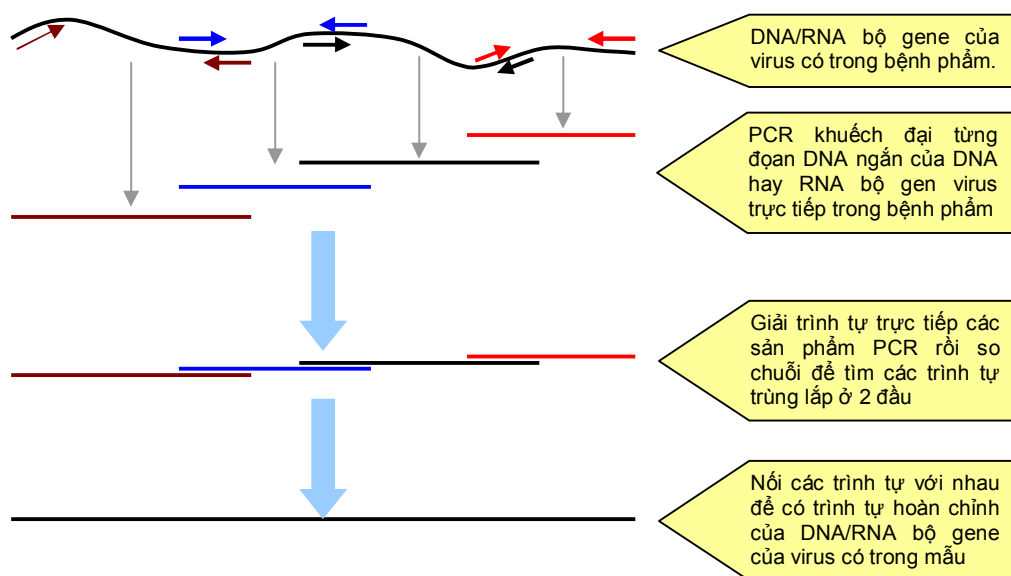 DNA/RNA bộ gene của
virus có trong bệnh phẩm.
PCR khuếch đại từng
đọan DNA ngắn của DNA
hay RNA bộ gen virus
trực tiếp trong bệnh phẩm
Giải trình tự trực tiếp các
sản phẩm PCR rồi so
chuỗi để tìm các trình tự
trùng lắp ở 2 đầu
Nối các trình tự với nhau
để có trình tự hoàn chỉnh
của DNA/RNA bộ gene
của virus có trong mẫu